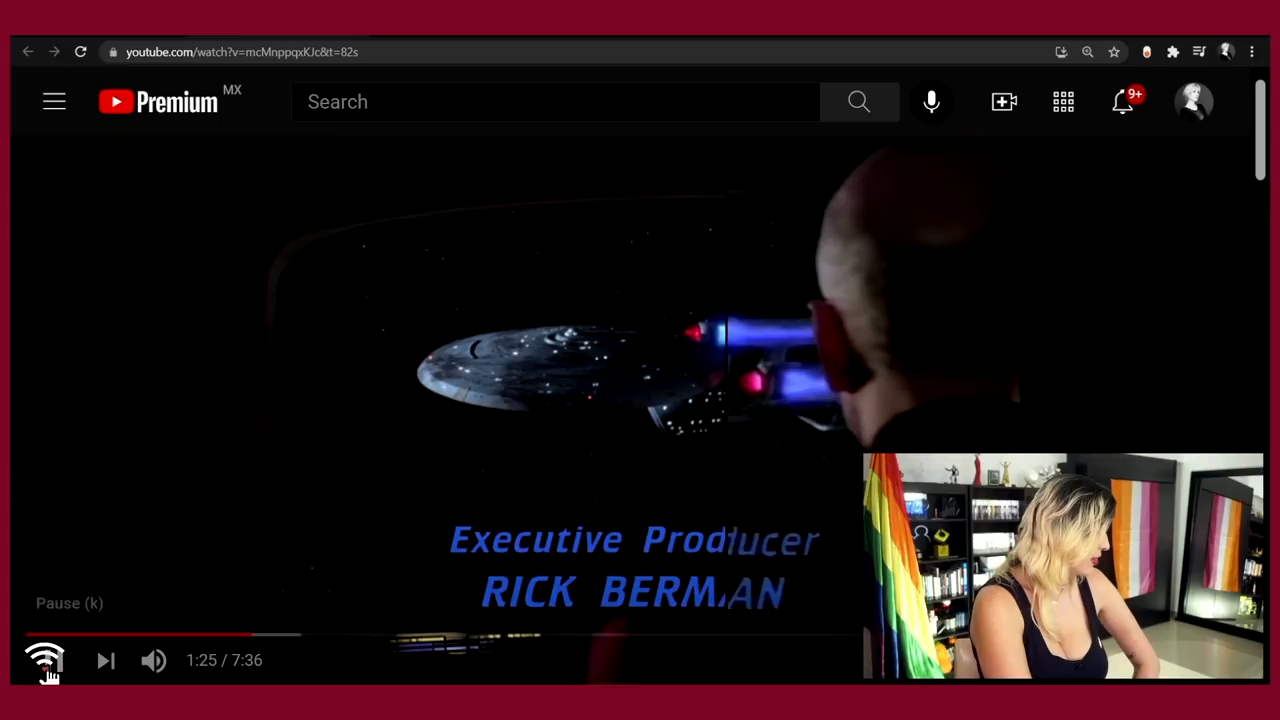 youtube.com/watch?v=mcMnppqxKJc&t=82s
Premium MX
Search
9+
Executive Producer
RICK BERMAN
Pause (k)
1:25 / 7:36